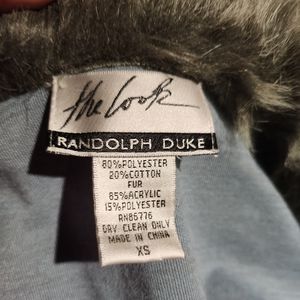 the look
RANDOLPH DUKE
80%POLYESTER
20%COTTON
FUR
85%ACRYLIC
15%POLYESTER
RN86776
DRY CLEAN ONLY
MADE IN CHINA
XS